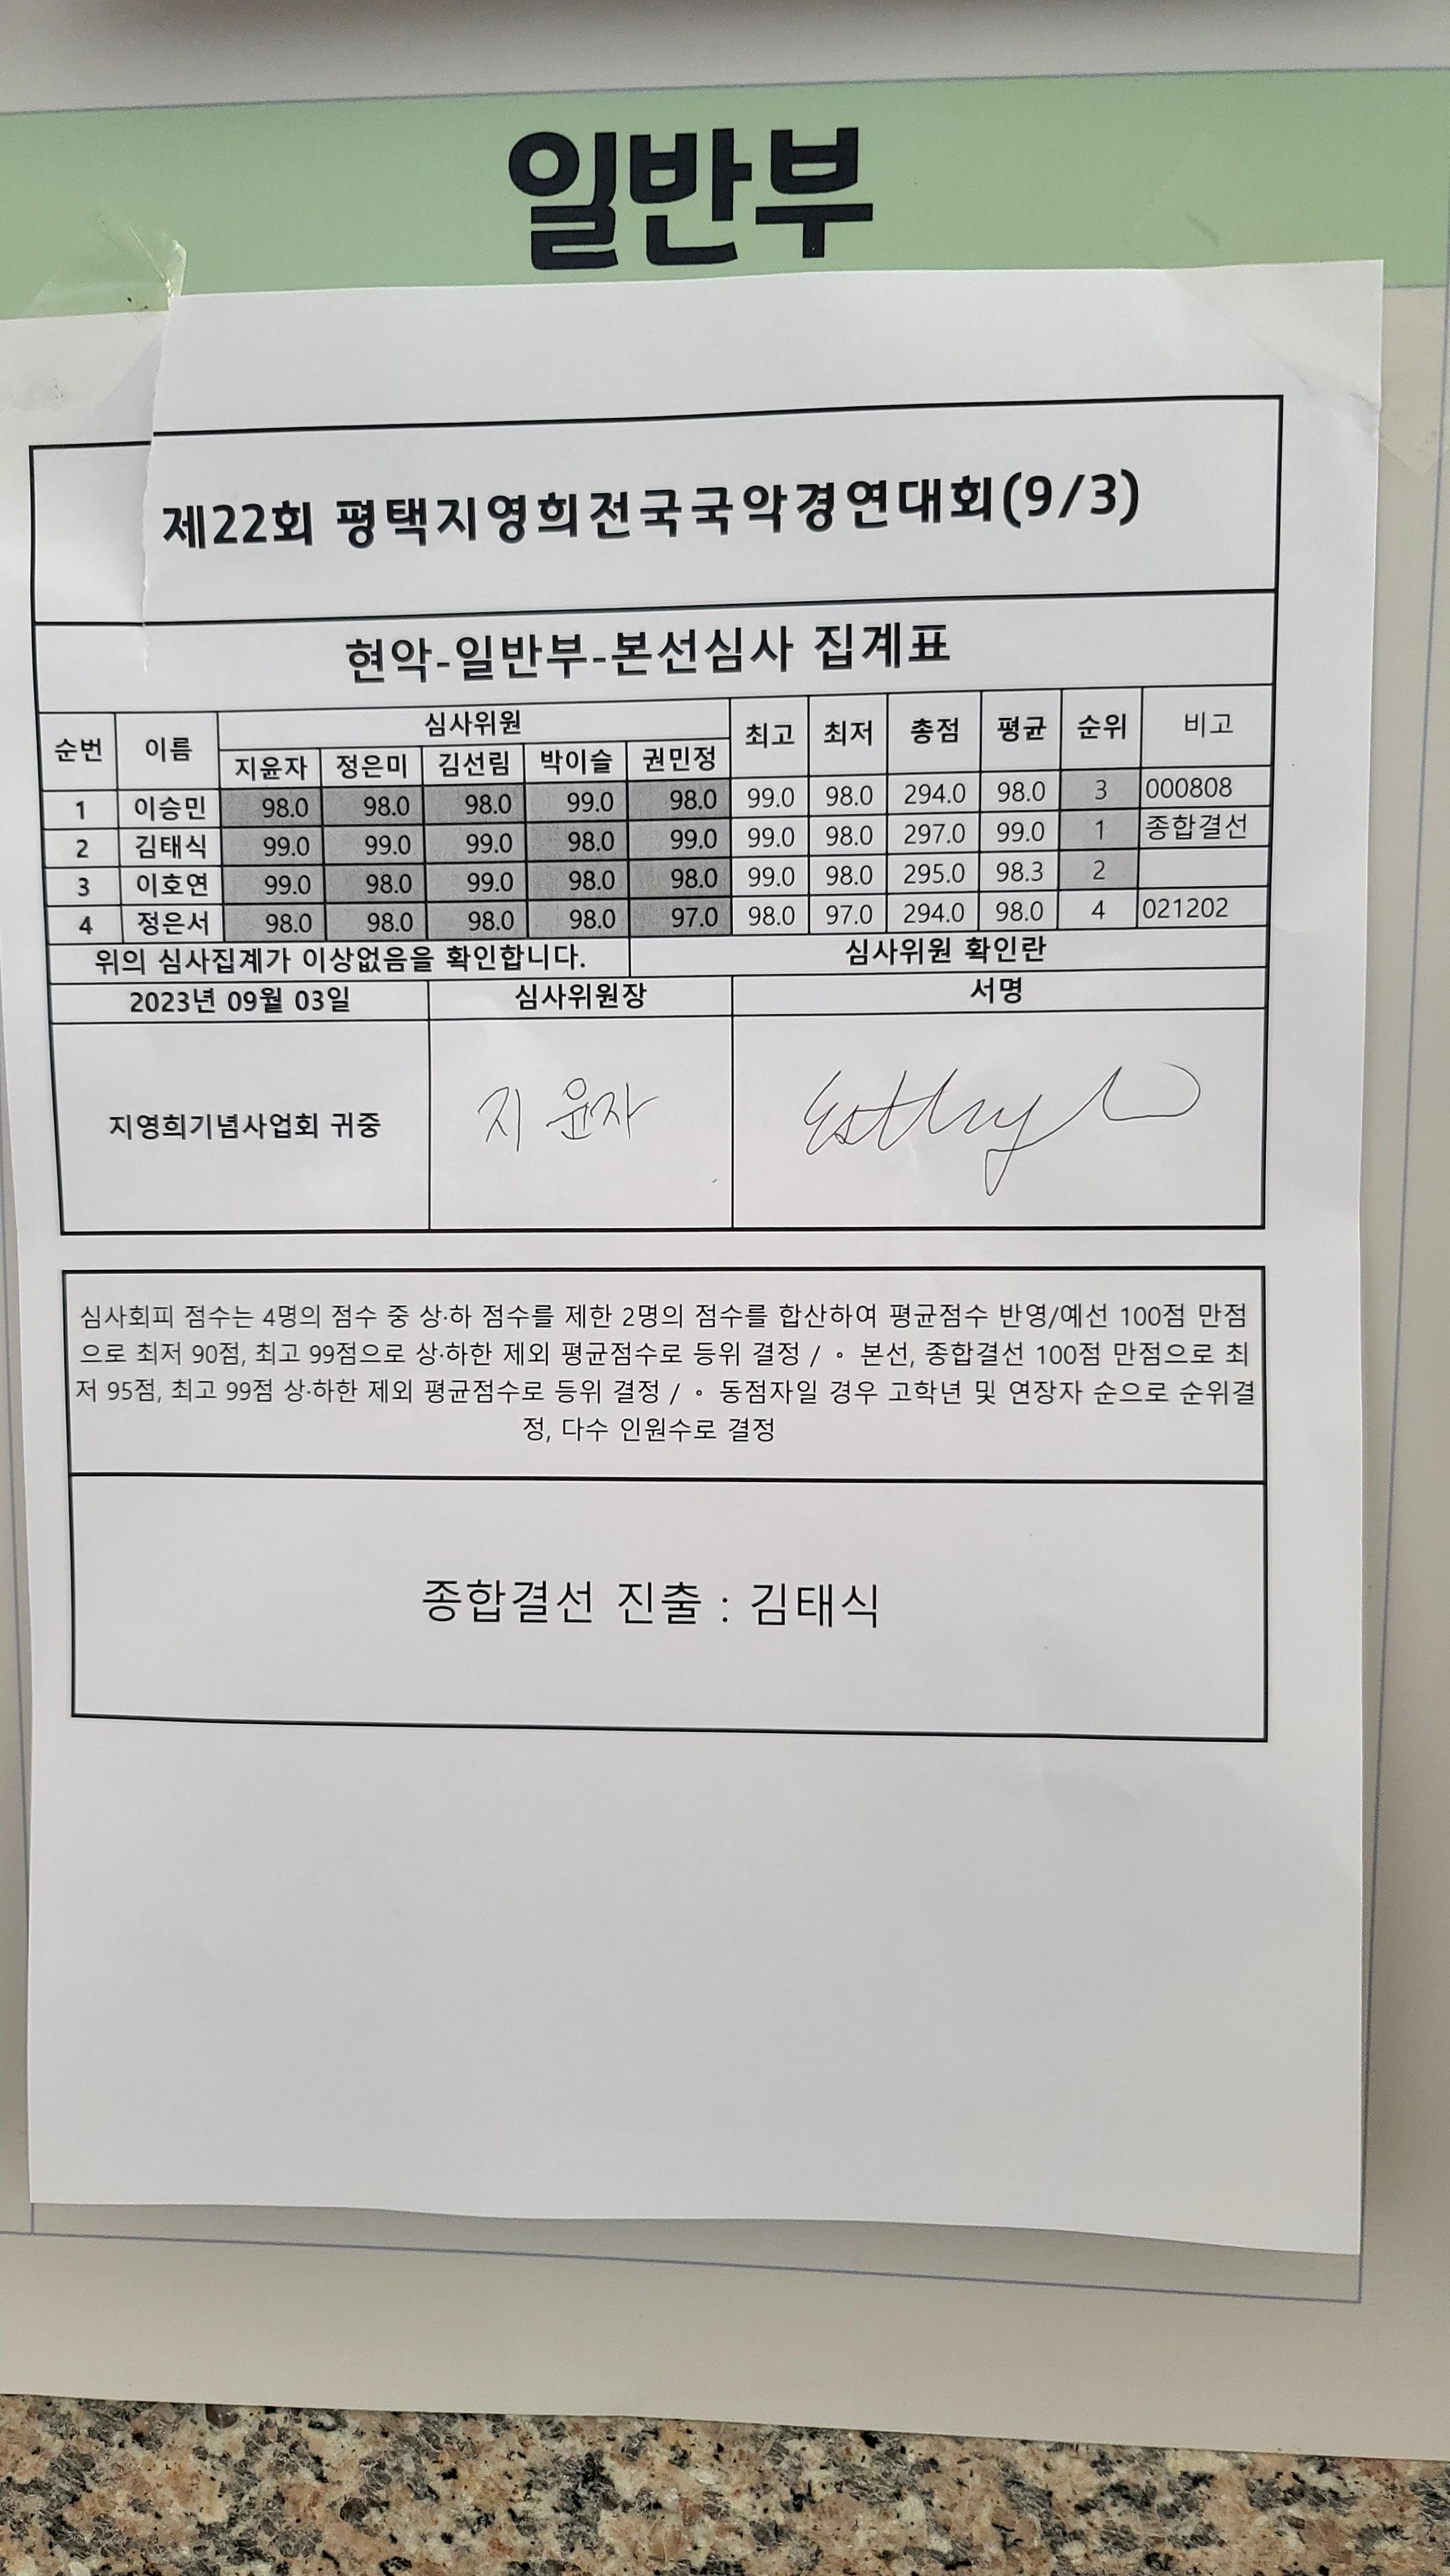 일반부
제22회 평택지영희전국국악경연대회(9/3)
현악-일반부-본선심사 집계표
순번 이름 심사위원 최고 최저 총점 평균 순위 비고
지윤자 정은미 김선림 박이슬 권민정
1 이승민 98.0 98.0 98.0 99.0 98.0 99.0 98.0 294.0 98.0 3 000808
2 김태식 99.0 99.0 99.0 98.0 99.0 99.0 98.0 297.0 99.0 1 종합결선
3 이호연 99.0 98.0 99.0 98.0 98.0 99.0 98.0 295.0 98.3 2
4 정은서 98.0 98.0 98.0 98.0 97.0 98.0 97.0 294.0 98.0 4 021202
위의 심사집계가 이상없음을 확인합니다. 심사위원 확인란
2023년 09월 03일 심사위원장 서명
지영희기념사업회 귀중 지윤자
심사회피 점수는 4명의 점수 중 상·하 점수를 제한 2명의 점수를 합산하여 평균점수 반영/예선 100점 만점
으로 최저 90점, 최고 99점으로 상·하한 제외 평균점수로 등위 결정 / ◦ 본선, 종합결선 100점 만점으로 최
저 95점, 최고 99점 상·하한 제외 평균점수로 등위 결정 / ◦ 동점자일 경우 고학년 및 연장자 순으로 순위결
정, 다수 인원수로 결정
종합결선 진출 : 김태식